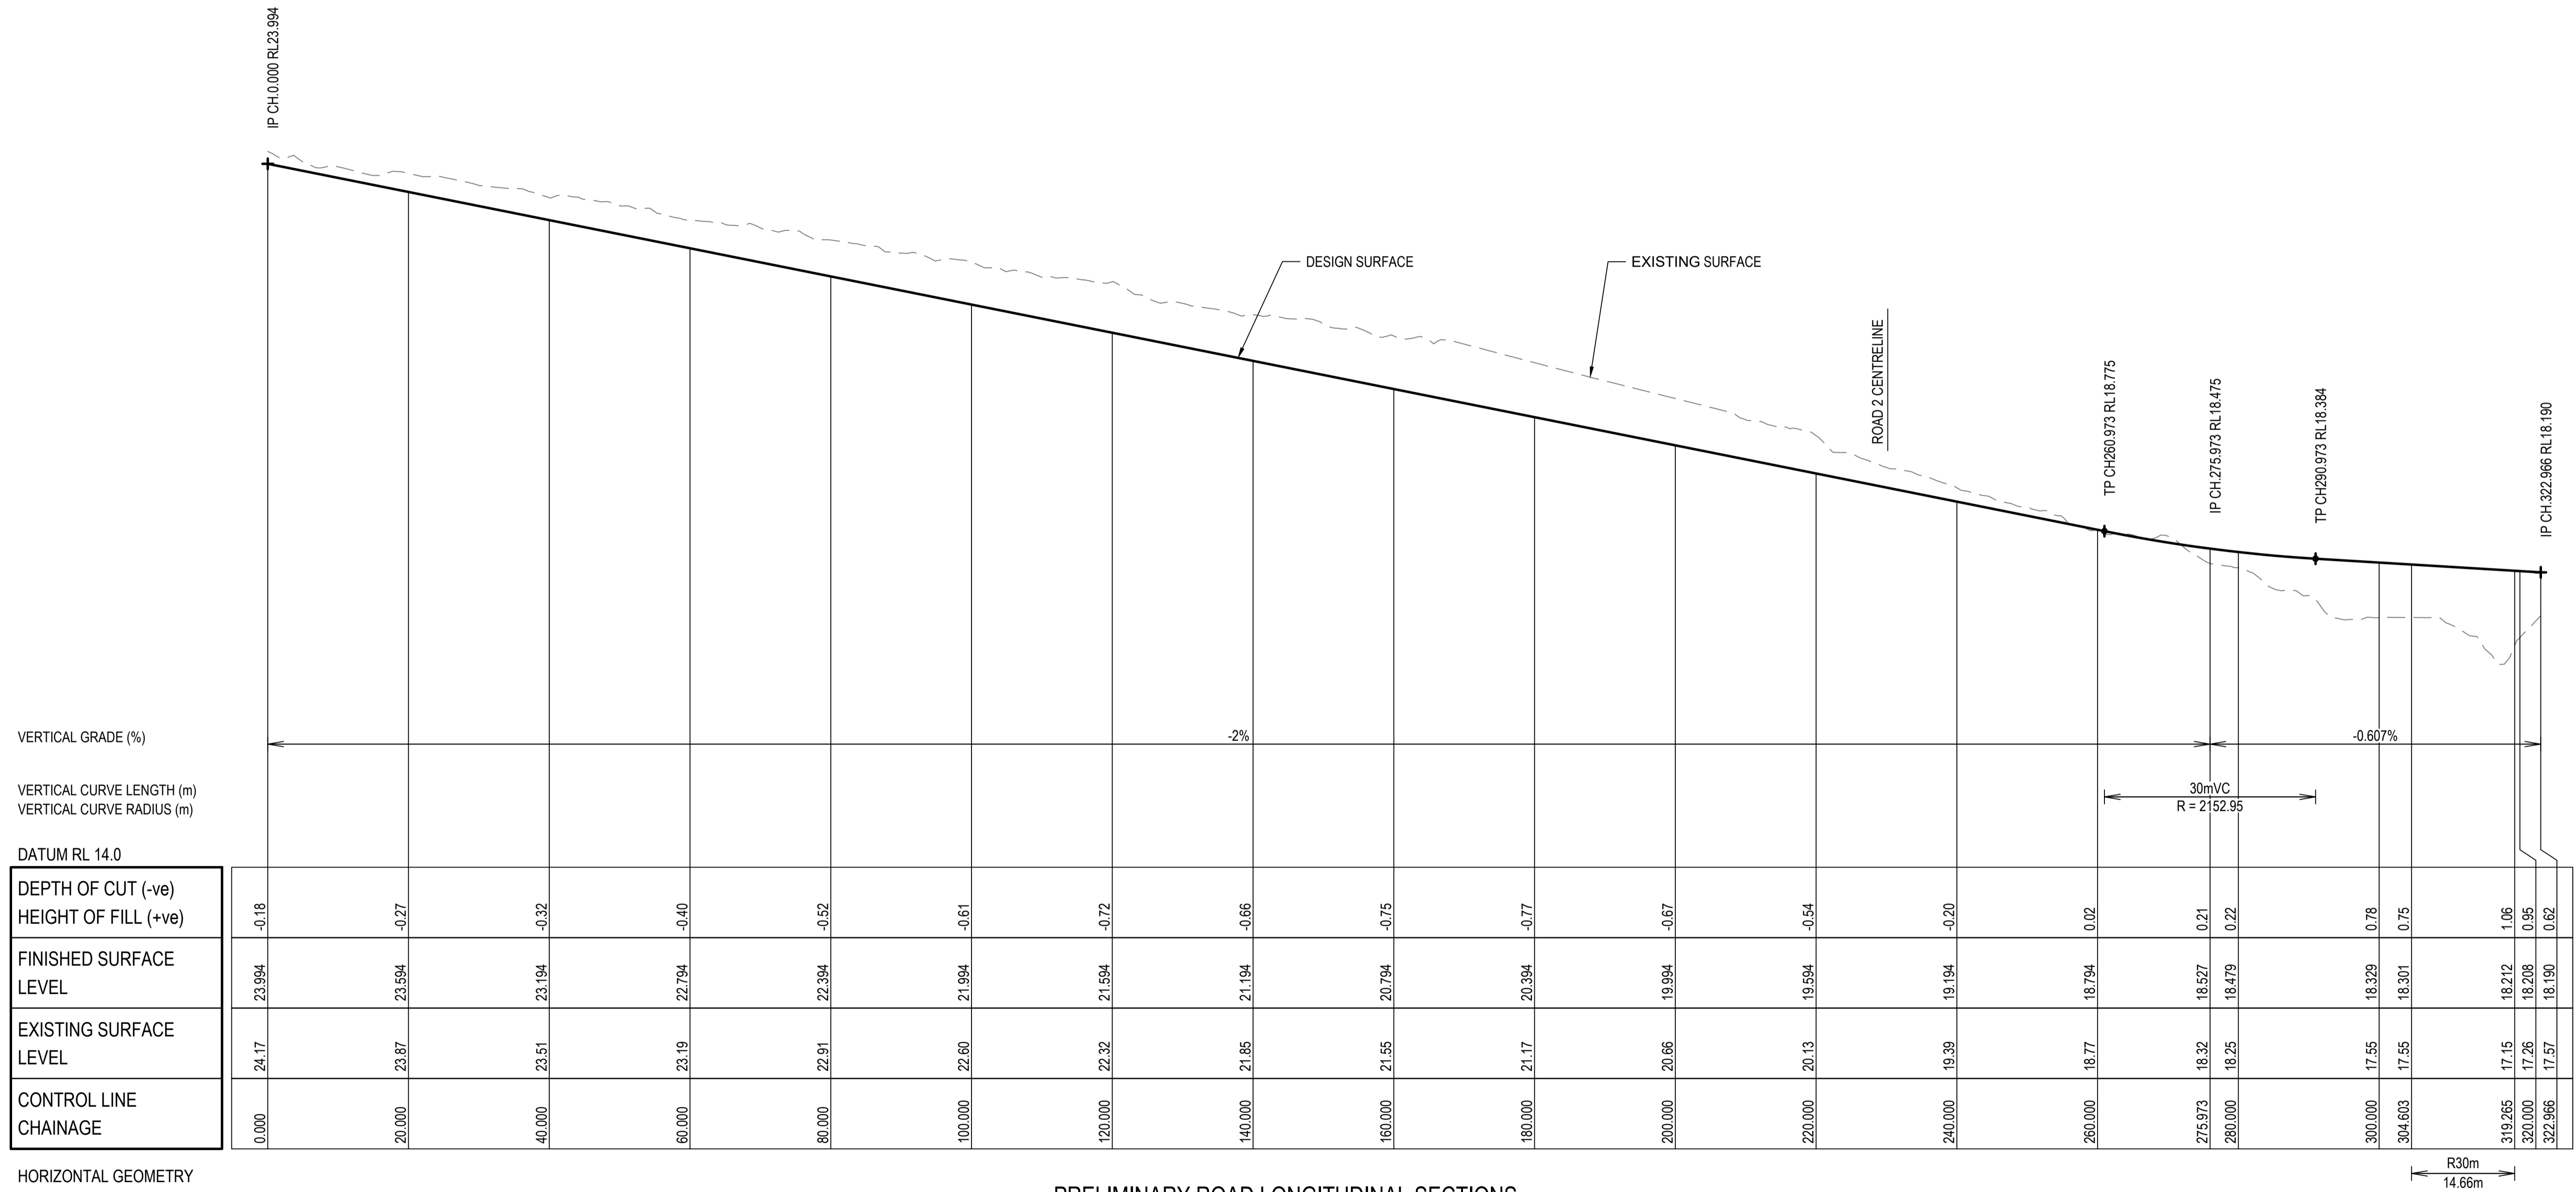 IP CH.0.000 RL23.994
DESIGN SURFACE
EXISTING SURFACE
ROAD 2 CENTRELINE
TP CH260.973 RL18.775
IP CH.275.973 RL18.475
TP CH290.973 RL18.384
IP CH.322.966 RL18.190
VERTICAL GRADE (%)
-2%
-0.607%
VERTICAL CURVE LENGTH (m)
30mVC
VERTICAL CURVE RADIUS (m)
R = 2152.95
DATUM RL 14.0
DEPTH OF CUT (-ve)
HEIGHT OF FILL (+ve)
-0.18 -0.27 -0.32 -0.40 -0.52 -0.61 -0.72 -0.66 -0.75 -0.77 -0.67 -0.54 -0.20 0.02 0.21 0.22 0.78 0.75 1.06 0.95 0.62
FINISHED SURFACE
LEVEL
23.994 23.594 23.194 22.794 22.394 21.994 21.594 21.194 20.794 20.394 19.994 19.594 19.194 18.794 18.527 18.479 18.329 18.301 18.212 18.208 18.190
EXISTING SURFACE
LEVEL
24.17 23.87 23.51 23.19 22.91 22.60 22.32 21.85 21.55 21.17 20.66 20.13 19.39 18.77 18.32 18.25 17.55 17.55 17.15 17.26 17.57
CONTROL LINE
CHAINAGE
0.000 20.000 40.000 60.000 80.000 100.000 120.000 140.000 160.000 180.000 200.000 220.000 240.000 260.000 275.973 280.000 300.000 304.603 319.265 320.000 322.966
HORIZONTAL GEOMETRY
R30m
14.66m
PRELIMINARY ROAD LONGITUDINAL SECTIONS